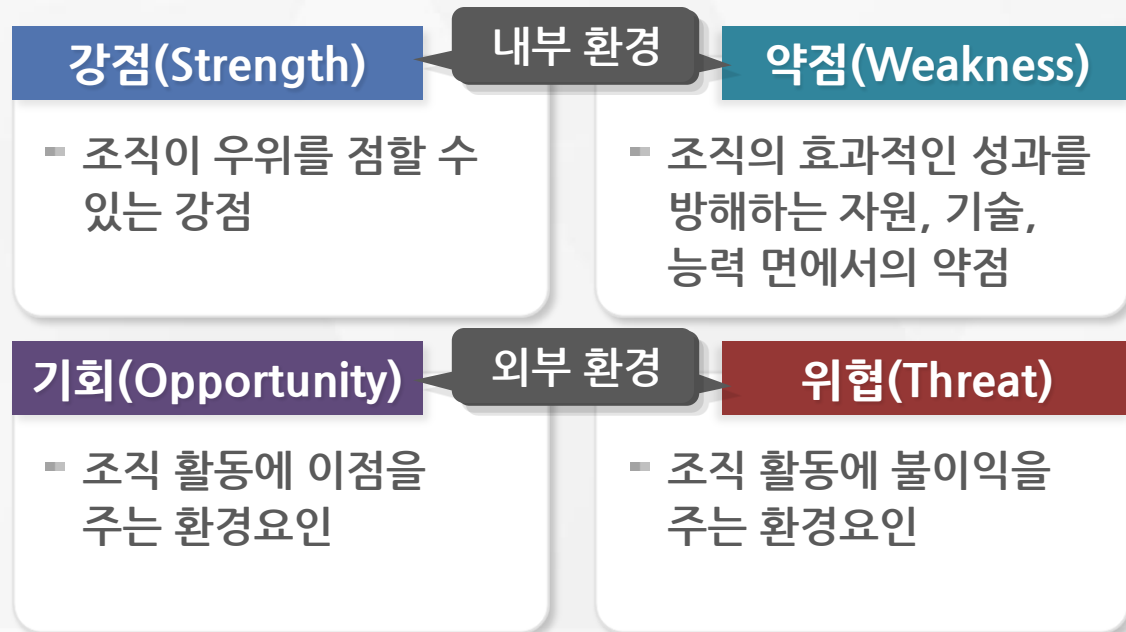 내부 환경
강점(Strength)
약점(Weakness)
조직이 우위를 점할 수
있는 강점
조직의 효과적인 성과를
방해하는 자원, 기술,
능력 면에서의 약점
외부 환경
기회(Opportunity)
위협(Threat)
조직 활동에 이점을
주는 환경요인
조직 활동에 불이익을
주는 환경요인